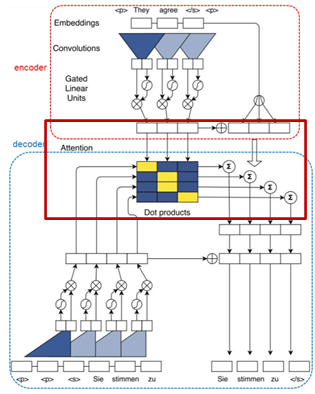 <p> They agree </s> <p>
Embeddings
Convolutions
encoder
Gated
Linear
Units
decoder
Attention
Σ
Σ
Σ
Σ
Dot products
<p> <p> <s> Sie stimmen zu
Sie stimmen zu </s>